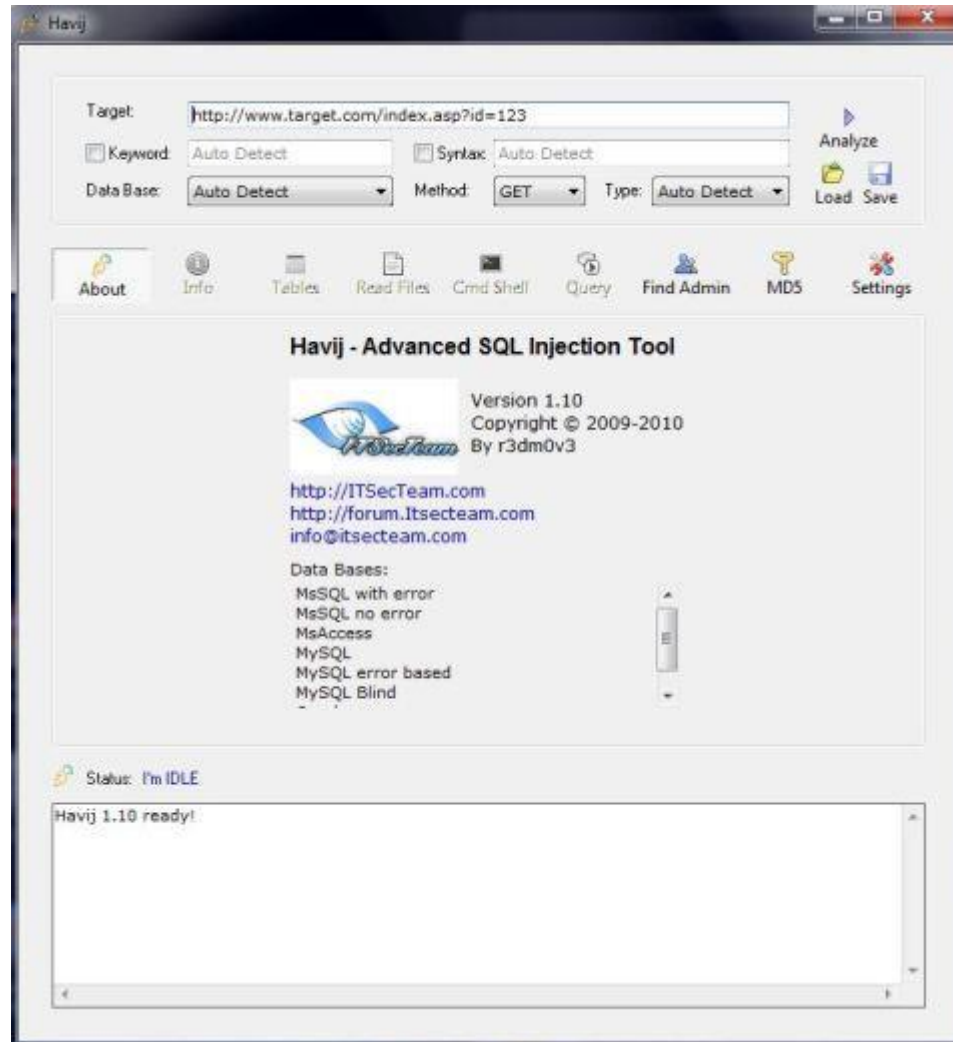 Havij
Target: http://www.target.com/index.asp?id=123
Analyze
Keyword: Auto Detect Syntax: Auto Detect
Data Base: Auto Detect Method: GET Type: Auto Detect
Load Save
About Info Tables Read Files Cmd Shell Query Find Admin MD5 Settings
Havij - Advanced SQL Injection Tool
ITSecTeam
Version 1.10
Copyright © 2009-2010
By r3dm0v3
http://ITSecTeam.com
http://forum.Itsecteam.com
info@itsecteam.com
Data Bases:
MsSQL with error
MsSQL no error
MsAccess
MySQL
MySQL error based
MySQL Blind
Status: I'm IDLE
Havij 1.10 ready!